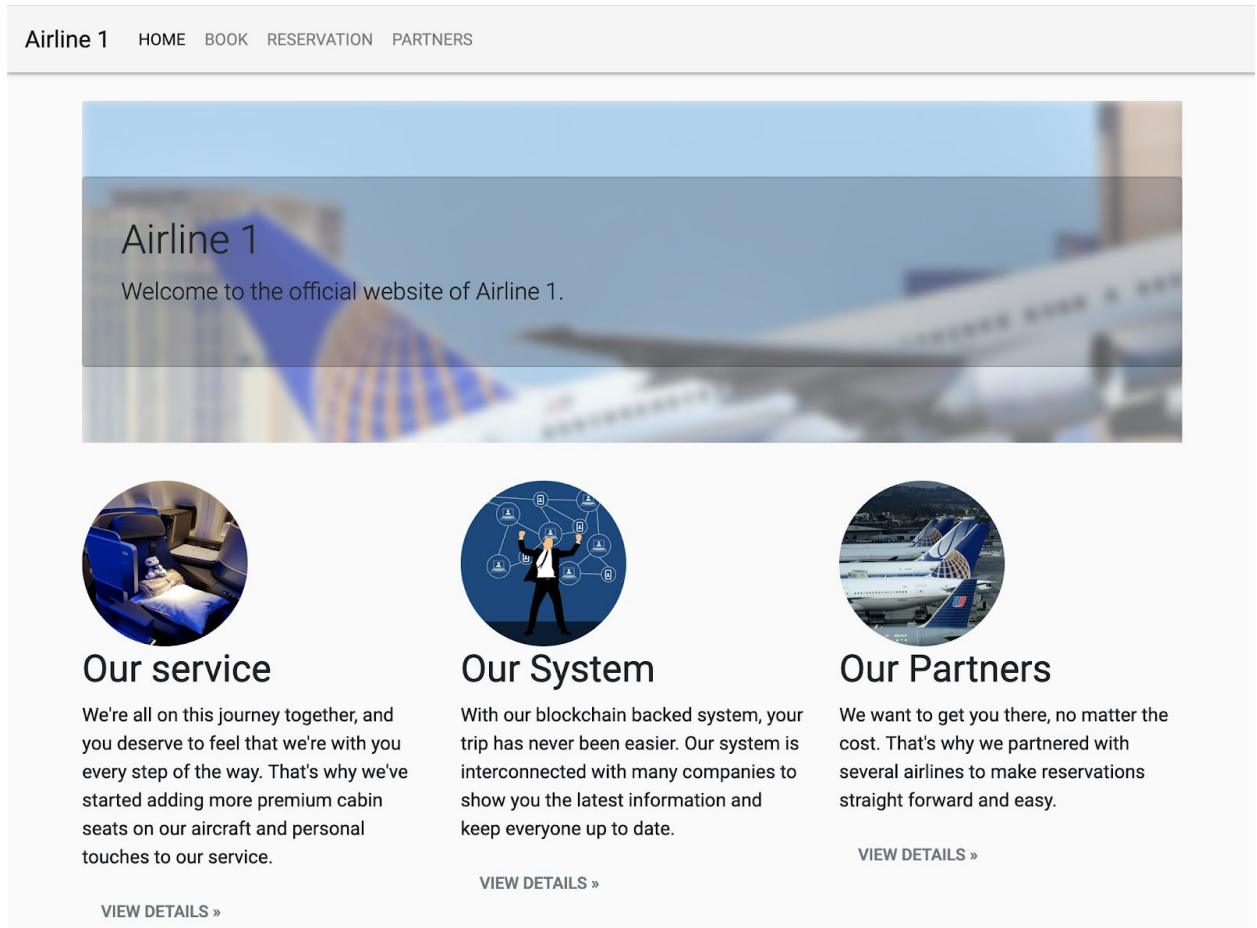 Airline 1 HOME BOOK RESERVATION PARTNERS
Airline 1
Welcome to the official website of Airline 1.
Our service
We're all on this journey together, and
you deserve to feel that we're with you
every step of the way. That's why we've
started adding more premium cabin
seats on our aircraft and personal
touches to our service.
VIEW DETAILS »
Our System
With our blockchain backed system, your
trip has never been easier. Our system is
interconnected with many companies to
show you the latest information and
keep everyone up to date.
VIEW DETAILS »
Our Partners
We want to get you there, no matter the
cost. That's why we partnered with
several airlines to make reservations
straight forward and easy.
VIEW DETAILS »